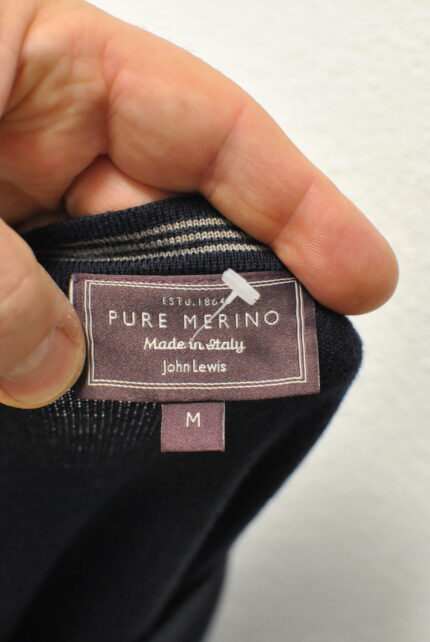 ESTD.1864
PURE MERINO
Made in Italy
John Lewis
M